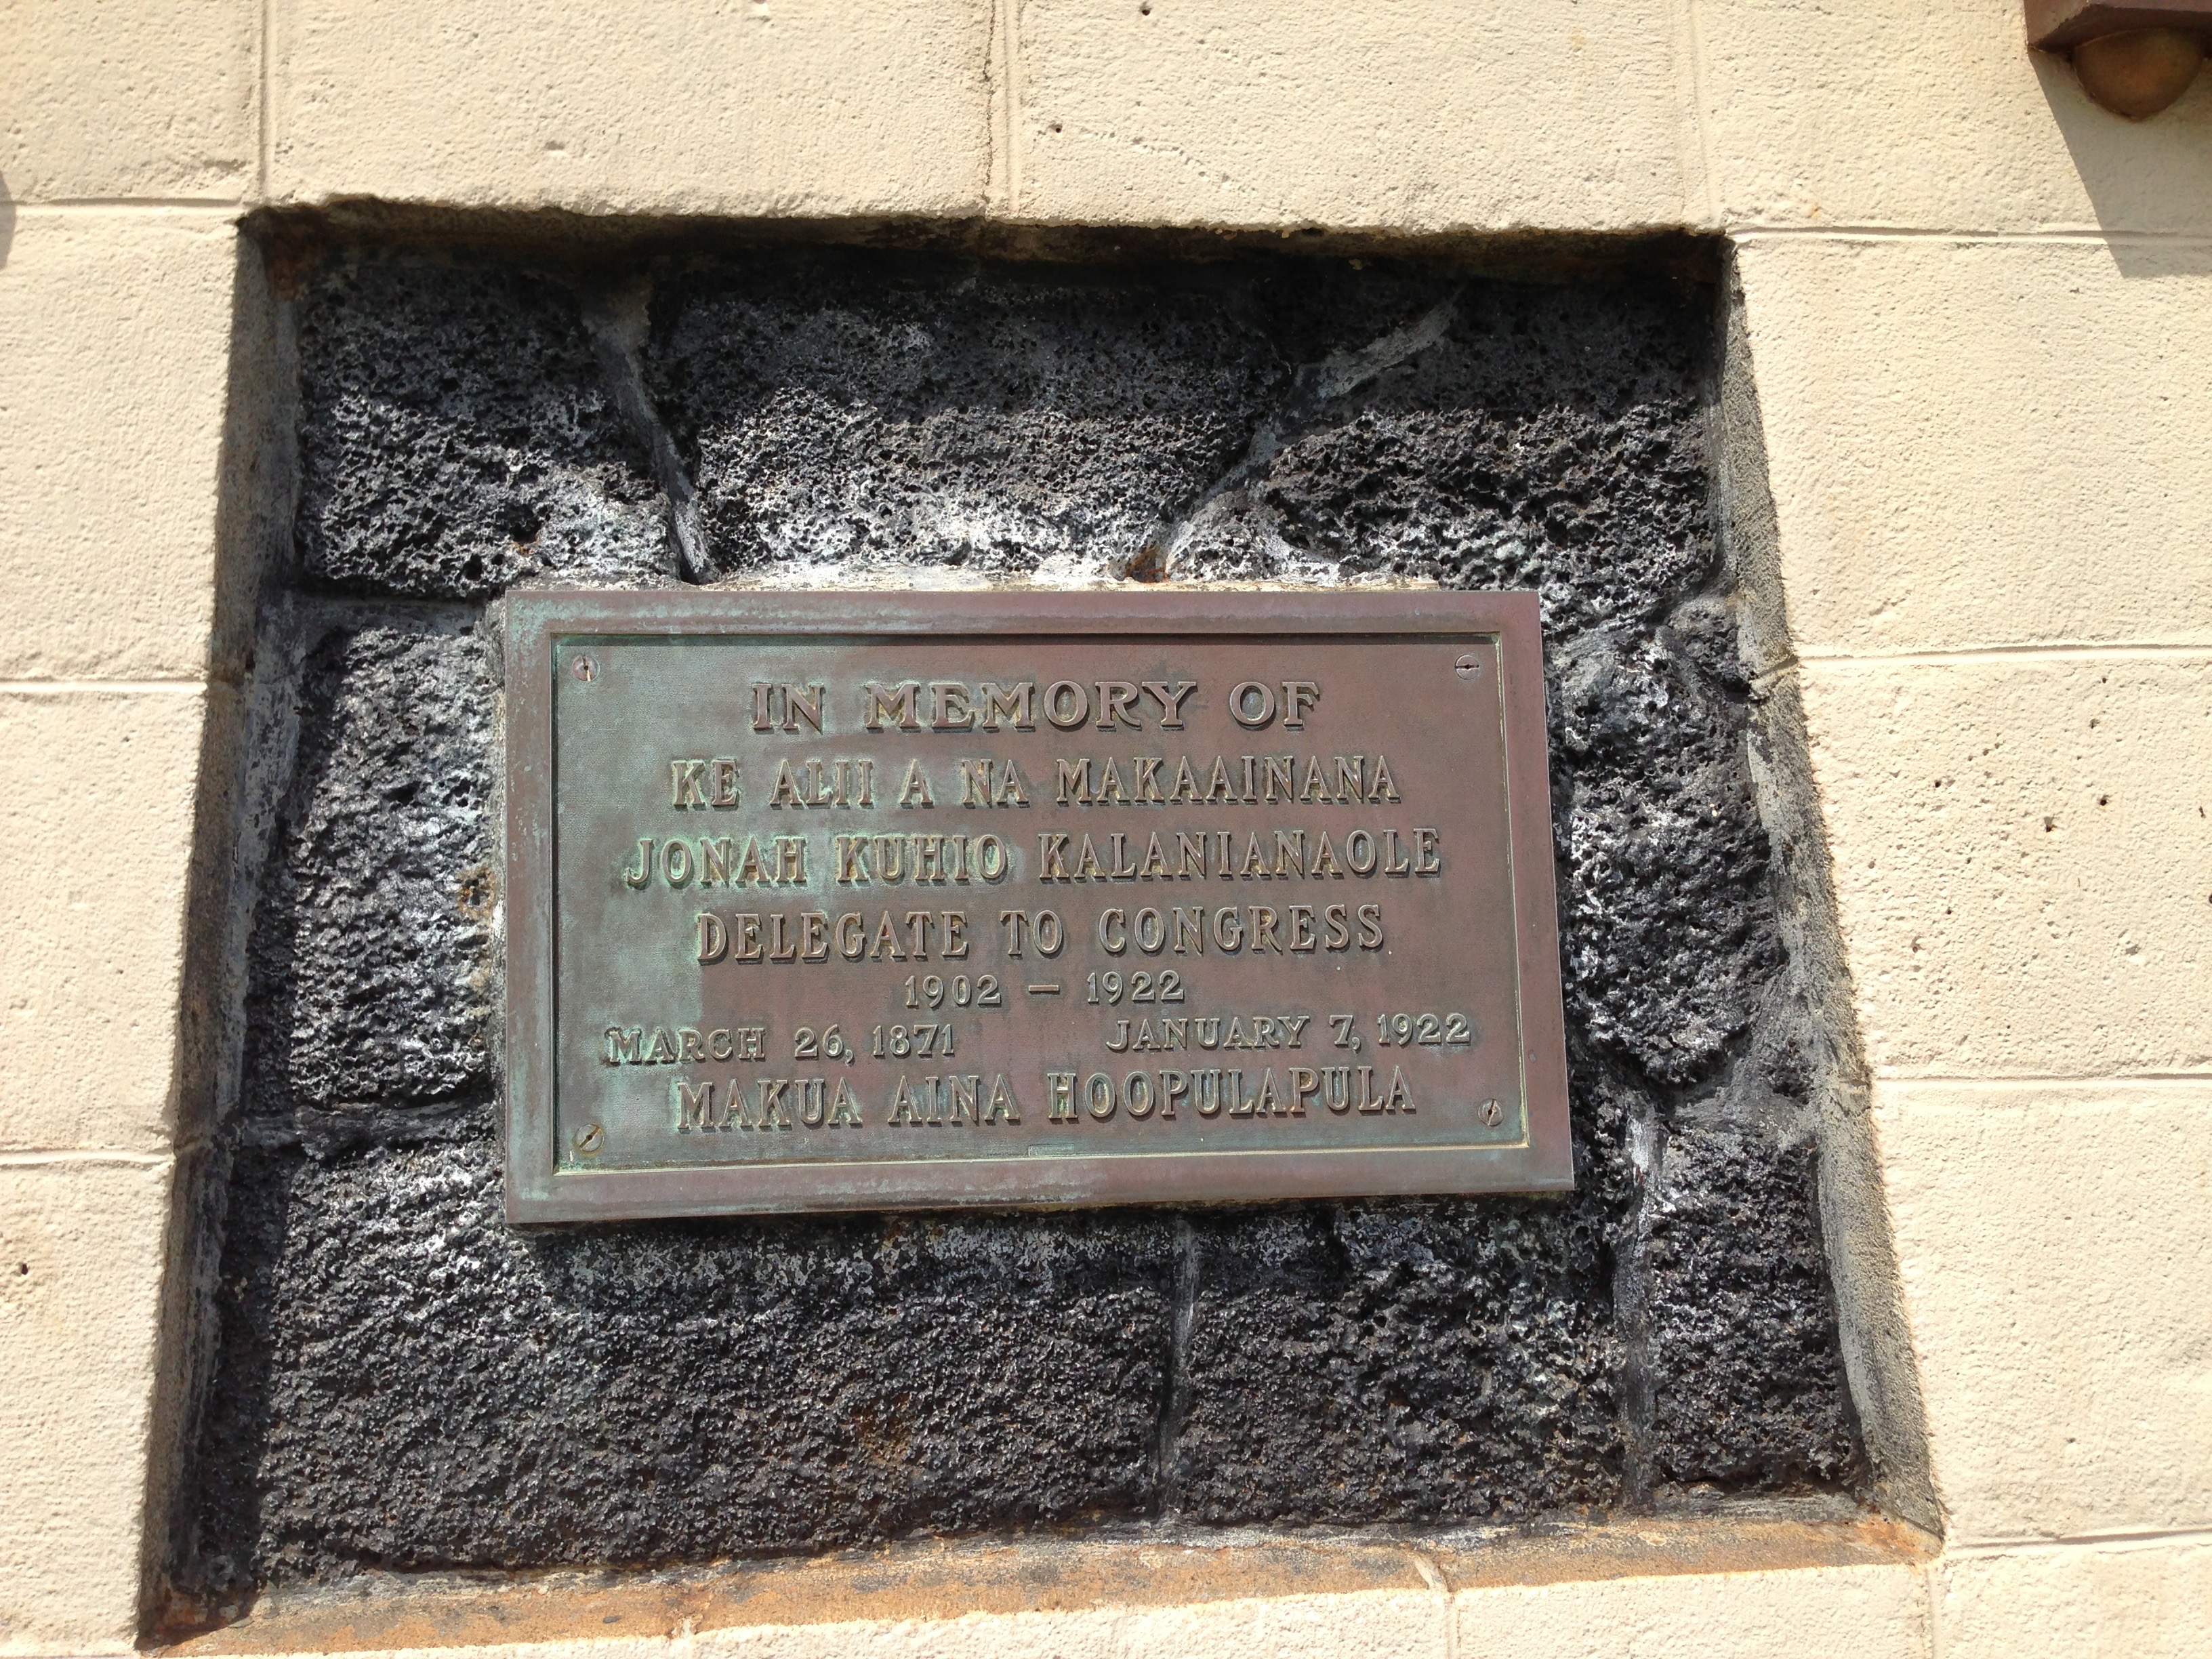 IN MEMORY OF
KE ALII A NA MAKAAINANA
JONAH KUHIO KALANIANAOLE
DELEGATE TO CONGRESS
1902 – 1922
MARCH 26, 1871 JANUARY 7, 1922
MAKUA AINA HOOPULAPULA